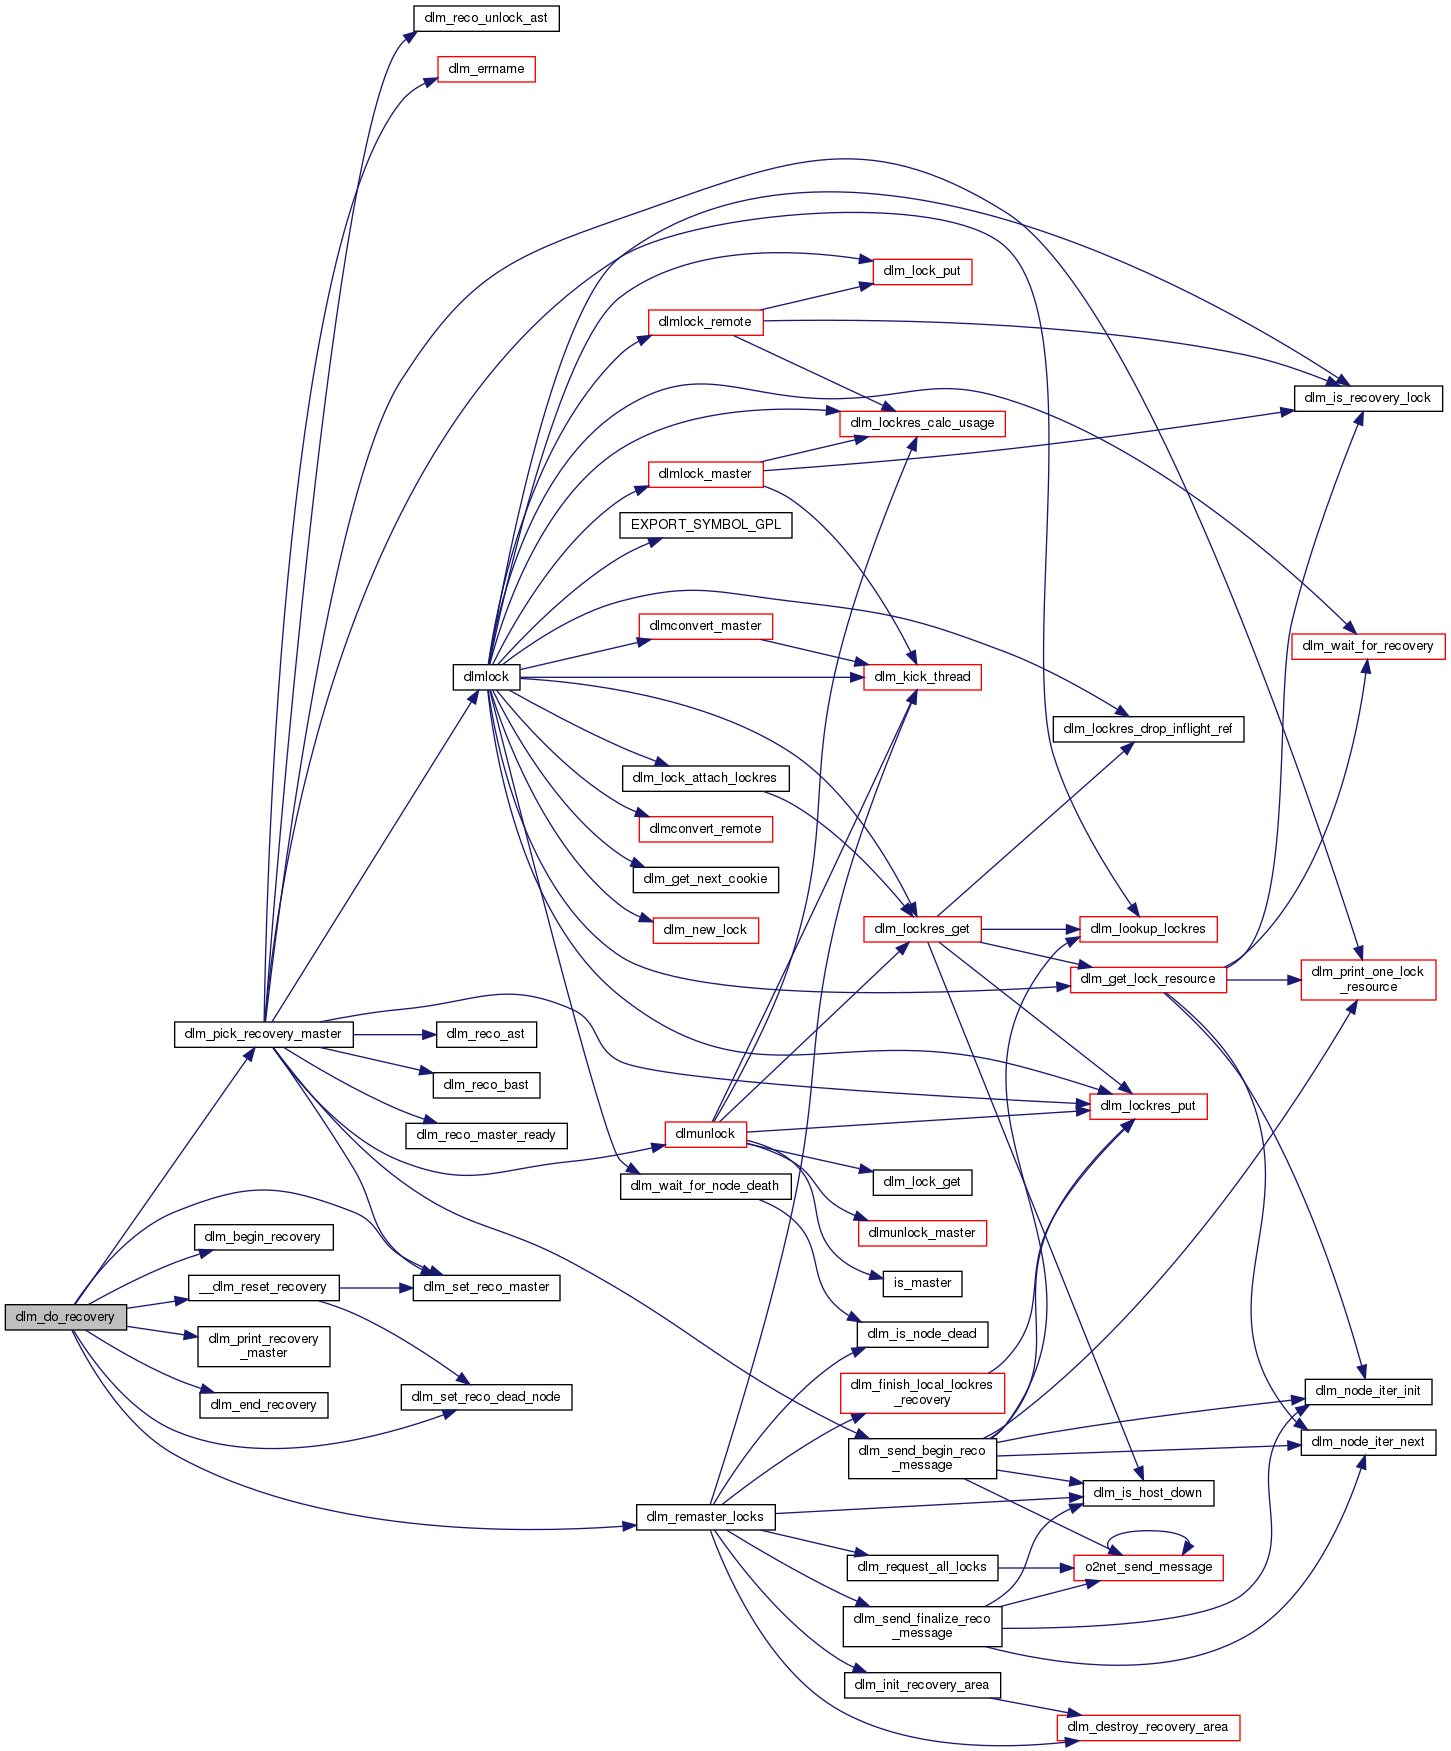 dlm_reco_unlock_ast
dlm_errname
dlm_lock_put
dlmlock_remote
dlm_is_recovery_lock
dlm_lockres_calc_usage
dlmlock_master
EXPORT_SYMBOL_GPL
dlmconvert_master
dlm_wait_for_recovery
dlmlock
dlm_kick_thread
dlm_lockres_drop_inflight_ref
dlm_lock_attach_lockres
dlmconvert_remote
dlm_get_next_cookie
dlm_new_lock
dlm_lockres_get
dlm_lookup_lockres
dlm_get_lock_resource
dlm_print_one_lock
_resource
dlm_pick_recovery_master
dlm_reco_ast
dlm_reco_bast
dlm_lockres_put
dlm_reco_master_ready
dlmunlock
dlm_wait_for_node_death
dlm_lock_get
dlm_begin_recovery
dlmunlock_master
__dlm_reset_recovery
dlm_set_reco_master
is_master
dlm_do_recovery
dlm_print_recovery
_master
dlm_is_node_dead
dlm_end_recovery
dlm_set_reco_dead_node
dlm_finish_local_lockres
_recovery
dlm_node_iter_init
dlm_send_begin_reco
_message
dlm_node_iter_next
dlm_is_host_down
dlm_remaster_locks
dlm_request_all_locks
o2net_send_message
dlm_send_finalize_reco
_message
dlm_init_recovery_area
dlm_destroy_recovery_area